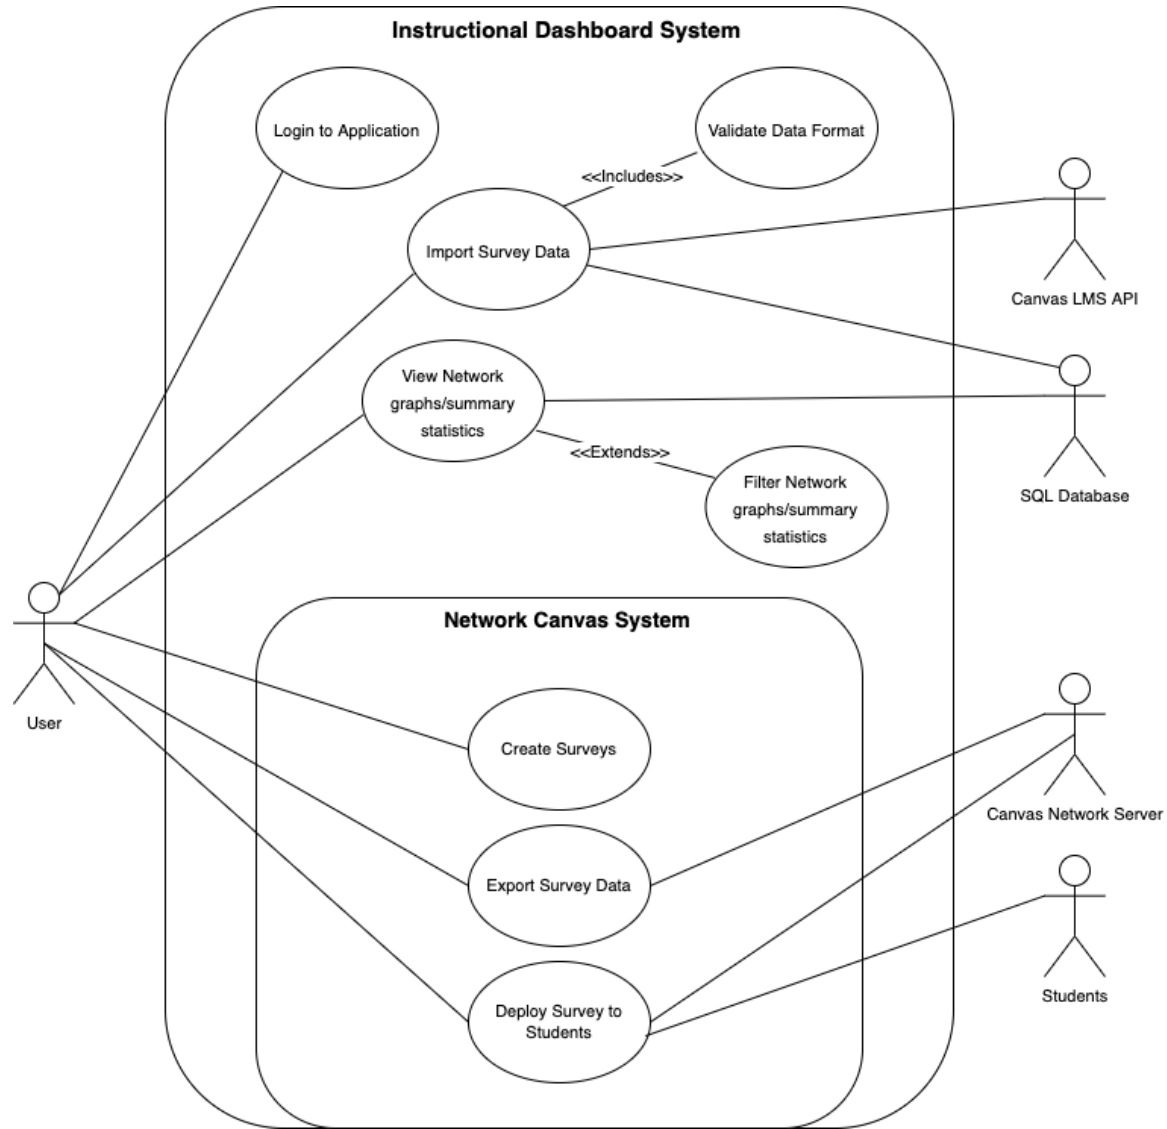 Instructional Dashboard System
Login to Application
Validate Data Format
<<Includes>>
Import Survey Data
Canvas LMS API
View Network
graphs/summary
statistics
<<Extends>>
Filter Network
graphs/summary
statistics
SQL Database
Network Canvas System
User
Create Surveys
Canvas Network Server
Export Survey Data
Deploy Survey to
Students
Students